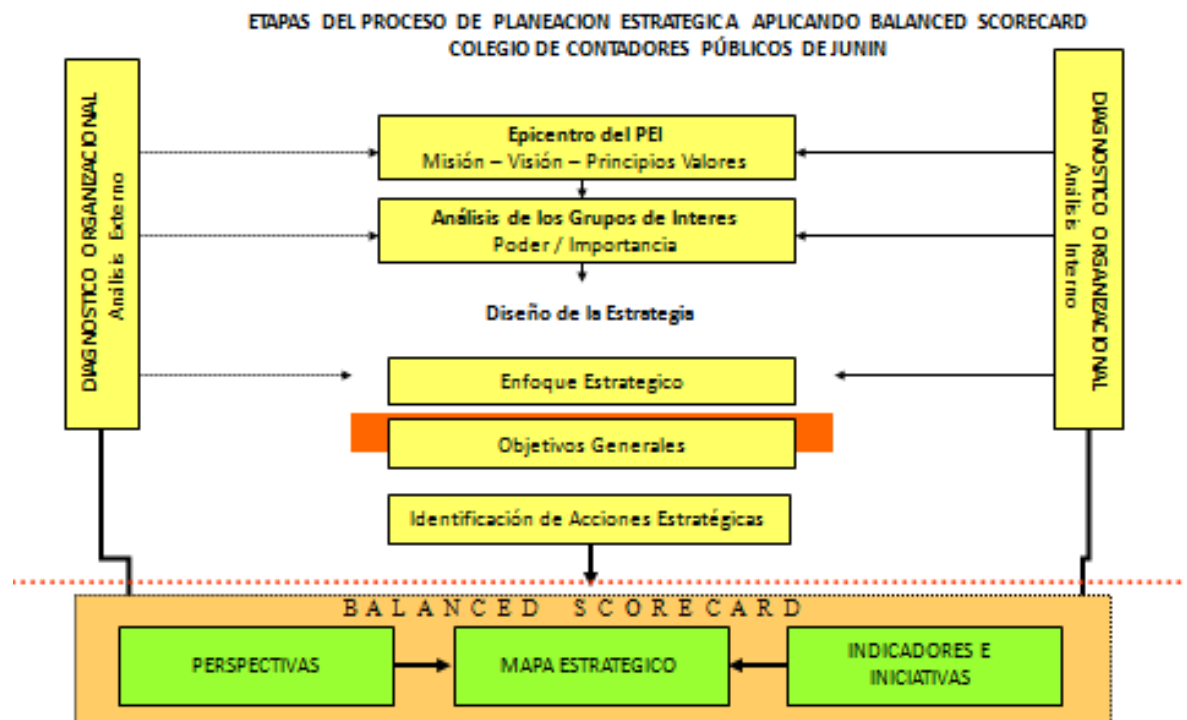 ETAPAS DEL PROCESO DE PLANEACION ESTRATEGICA APLICANDO BALANCED SCORECARD
COLEGIO DE CONTADORES PÚBLICOS DE JUNIN
DIAGNOSTICO ORGANIZACIONAL
Análisis Externo
Epicentro del PEI
Misión – Visión – Principios Valores
Análisis de los Grupos de Interes
Poder / Importancia
Diseño de la Estrategia
Enfoque Estrategico
Objetivos Generales
Identificación de Acciones Estratégicas
DIAGNOSTICO ORGANIZACIONAL
Análisis Interno
BALANCED SCORECARD
PERSPECTIVAS
MAPA ESTRATEGICO
INDICADORES E
INICIATIVAS